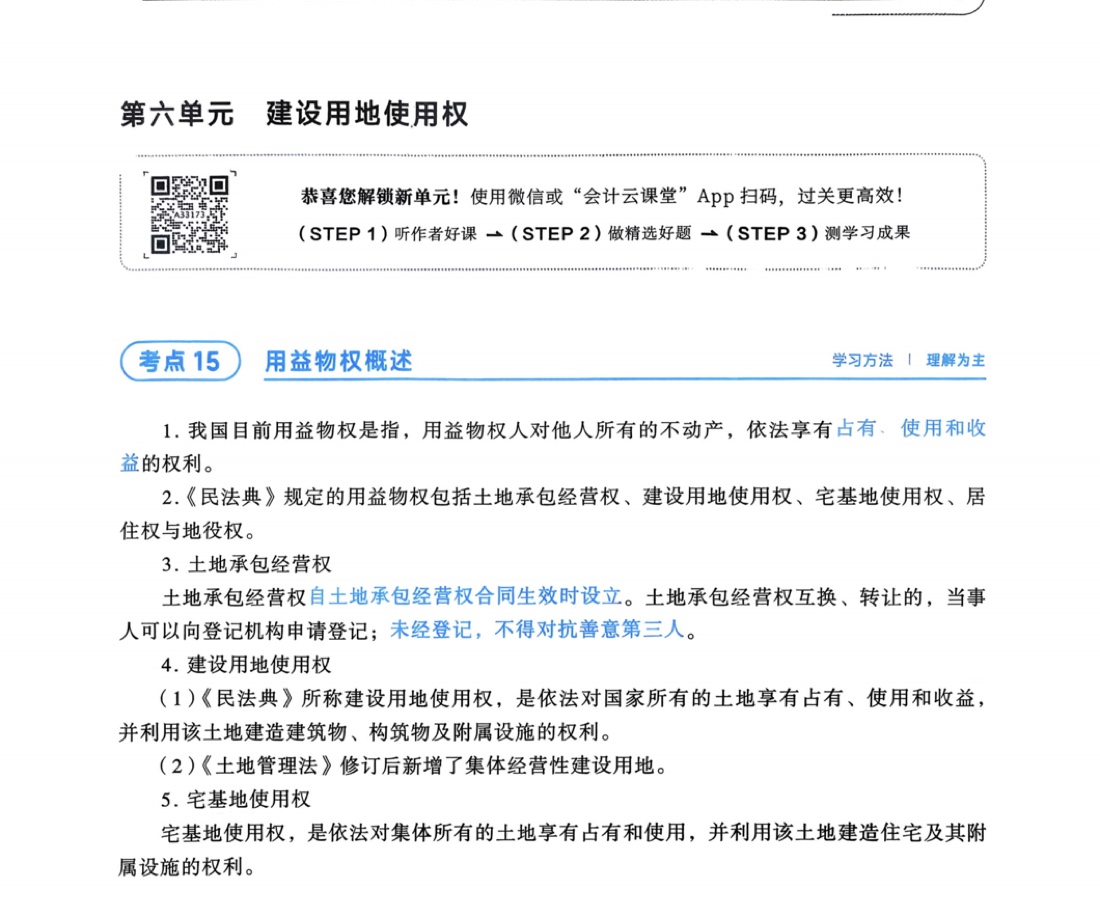 第六单元 建设用地使用权
A33173
恭喜您解锁新单元！使用微信或“会计云课堂”App 扫码，过关更高效！
（STEP 1）听作者好课 ⇀（STEP 2）做精选好题 ⇀（STEP 3）测学习成果
考点 15 用益物权概述 学习方法 | 理解为主
1. 我国目前用益物权是指，用益物权人对他人所有的不动产，依法享有占有、使用和收
益的权利。
2.《民法典》规定的用益物权包括土地承包经营权、建设用地使用权、宅基地使用权、居
住权与地役权。
3. 土地承包经营权
土地承包经营权自土地承包经营权合同生效时设立。土地承包经营权互换、转让的，当事
人可以向登记机构申请登记；未经登记，不得对抗善意第三人。
4. 建设用地使用权
（1）《民法典》所称建设用地使用权，是依法对国家所有的土地享有占有、使用和收益，
并利用该土地建造建筑物、构筑物及附属设施的权利。
（2）《土地管理法》修订后新增了集体经营性建设用地。
5. 宅基地使用权
宅基地使用权，是依法对集体所有的土地享有占有和使用，并利用该土地建造住宅及其附
属设施的权利。